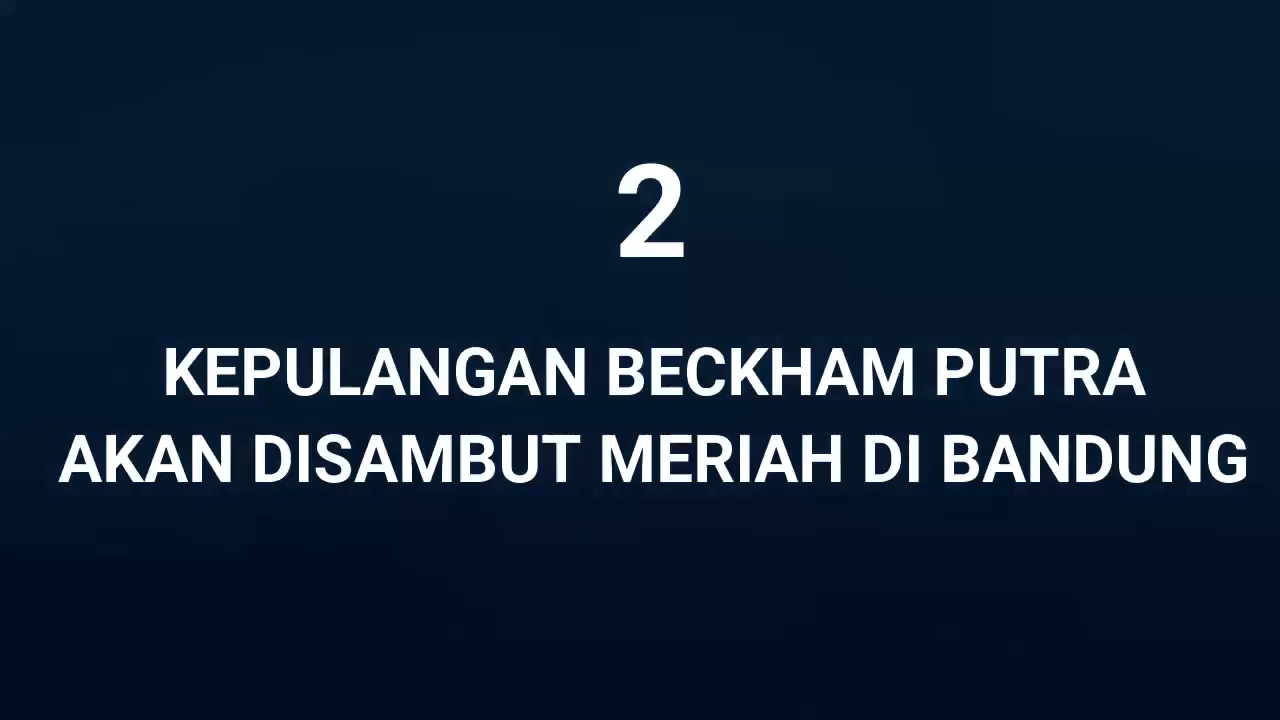 2
KEPULANGAN BECKHAM PUTRA
AKAN DISAMBUT MERIAH DI BANDUNG